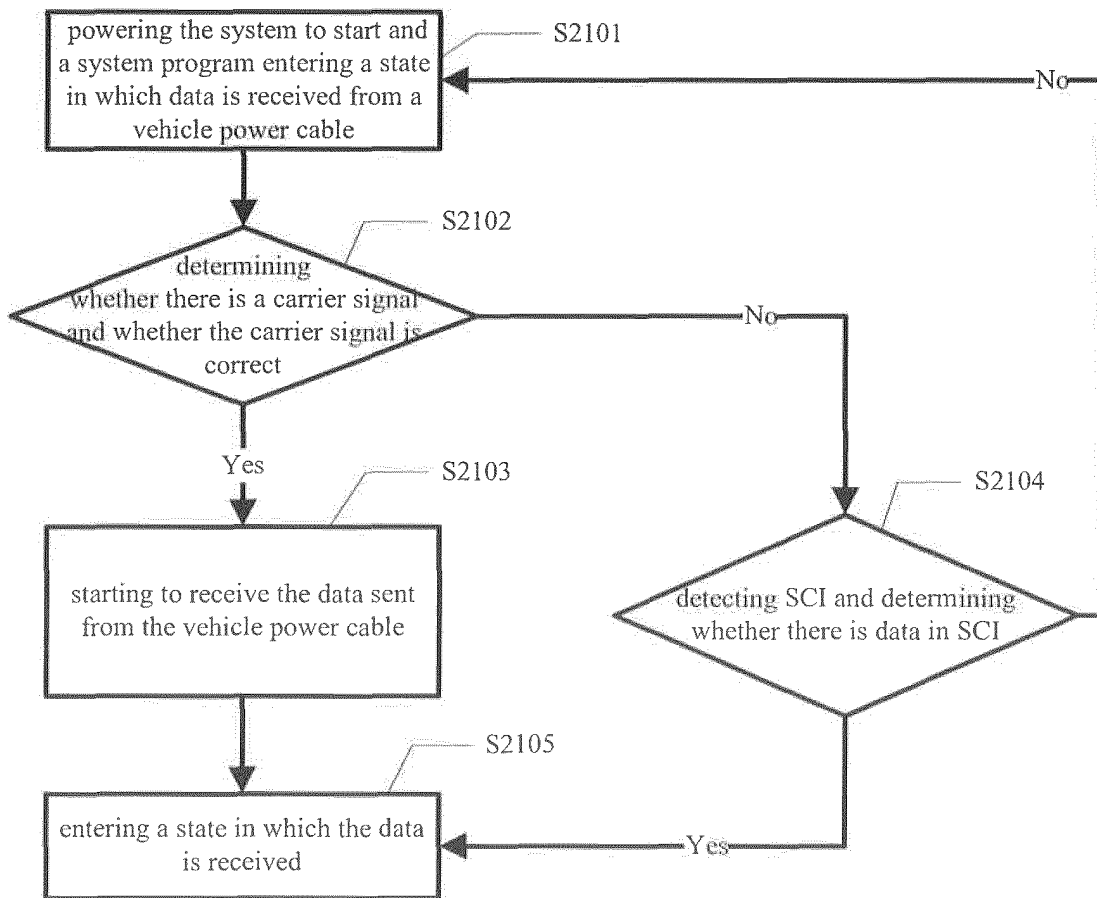 powering the system to start and
a system program entering a state
in which data is received from a
vehicle power cable
S2101
No
S2102
determining
whether there is a carrier signal
and whether the carrier signal is
correct
No
Yes
S2103
S2104
starting to receive the data sent
from the vehicle power cable
detecting SCI and determining
whether there is data in SCI
S2105
entering a state in which the data
is received
Yes